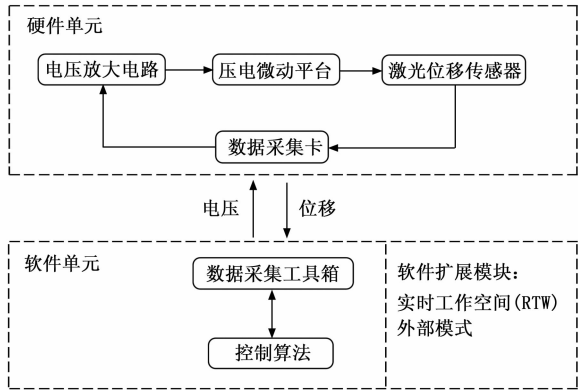 硬件单元
电压放大电路
压电微动平台
激光位移传感器
数据采集卡
电压
位移
软件单元
数据采集工具箱
控制算法
软件扩展模块：
实时工作空间(RTW)
外部模式